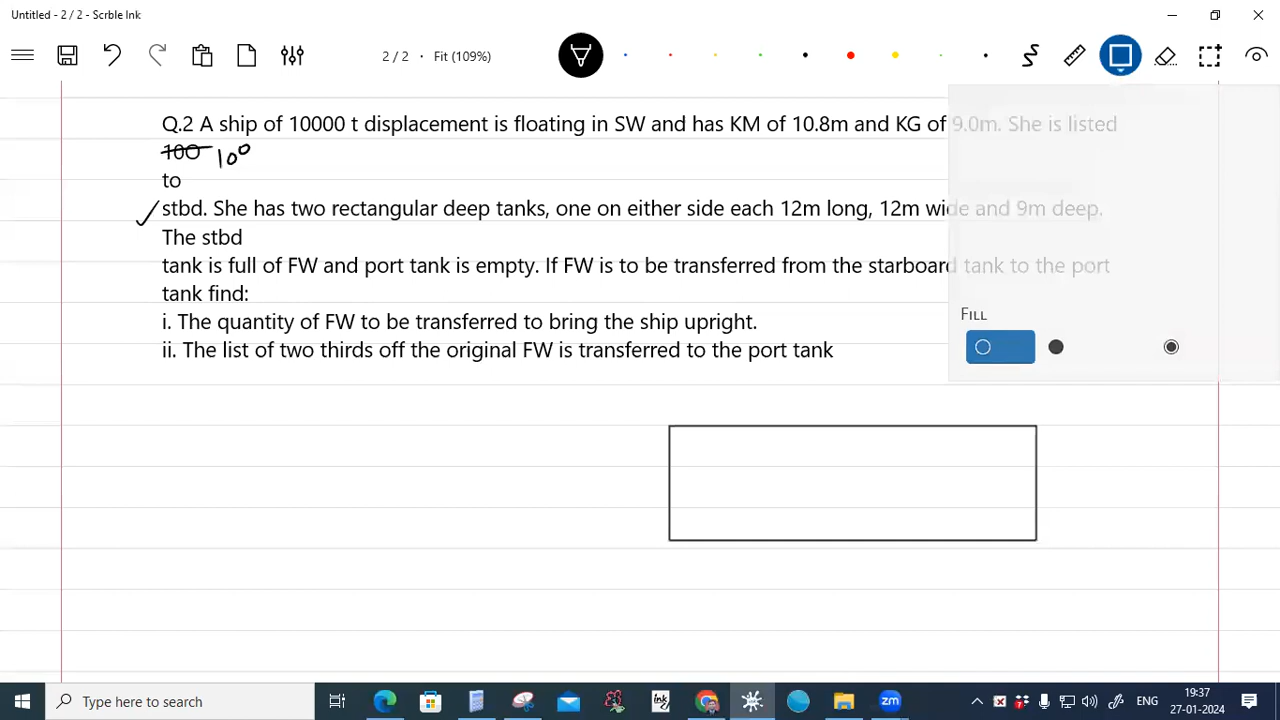 Untitled - 2 / 2 - Scrble Ink
2 / 2 · Fit (109%)
Q.2 A ship of 10000 t displacement is floating in SW and has KM of 10.8m and KG of 9.0m. She is listed
100 10°
to
stbd. She has two rectangular deep tanks, one on either side each 12m long, 12m wide and 9m deep.
The stbd
tank is full of FW and port tank is empty. If FW is to be transferred from the starboard tank to the port
tank find:
FILL
i. The quantity of FW to be transferred to bring the ship upright.
ii. The list of two thirds off the original FW is transferred to the port tank
Type here to search
ink
zm
ENG
19:37
27-01-2024